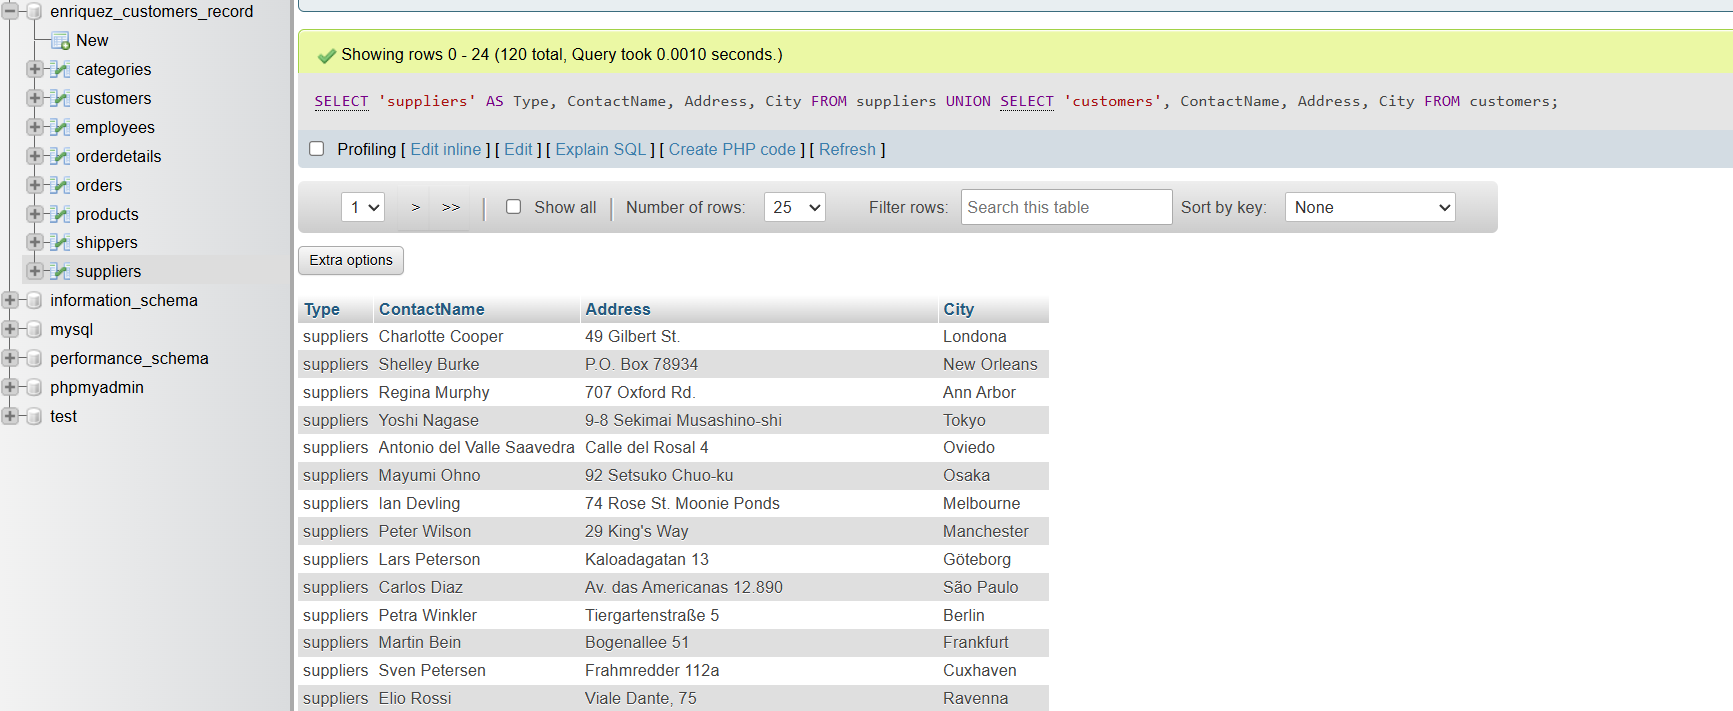 enriquez_customers_record
New
categories
customers
employees
orderdetails
orders
products
shippers
suppliers
information_schema
mysql
performance_schema
phpmyadmin
test
Showing rows 0 - 24 (120 total, Query took 0.0010 seconds.)
SELECT 'suppliers' AS Type, ContactName, Address, City FROM suppliers UNION SELECT 'customers', ContactName, Address, City FROM customers;
Profiling [ Edit inline ] [ Edit ] [ Explain SQL ] [ Create PHP code ] [ Refresh ]
1 > >> | Show all | Number of rows: 25 Filter rows: Search this table Sort by key: None
Extra options
Type ContactName Address City
suppliers Charlotte Cooper 49 Gilbert St. Londona
suppliers Shelley Burke P.O. Box 78934 New Orleans
suppliers Regina Murphy 707 Oxford Rd. Ann Arbor
suppliers Yoshi Nagase 9-8 Sekimai Musashino-shi Tokyo
suppliers Antonio del Valle Saavedra Calle del Rosal 4 Oviedo
suppliers Mayumi Ohno 92 Setsuko Chuo-ku Osaka
suppliers Ian Devling 74 Rose St. Moonie Ponds Melbourne
suppliers Peter Wilson 29 King's Way Manchester
suppliers Lars Peterson Kaloadagatan 13 Göteborg
suppliers Carlos Diaz Av. das Americanas 12.890 São Paulo
suppliers Petra Winkler Tiergartenstraße 5 Berlin
suppliers Martin Bein Bogenallee 51 Frankfurt
suppliers Sven Petersen Frahmredder 112a Cuxhaven
suppliers Elio Rossi Viale Dante, 75 Ravenna